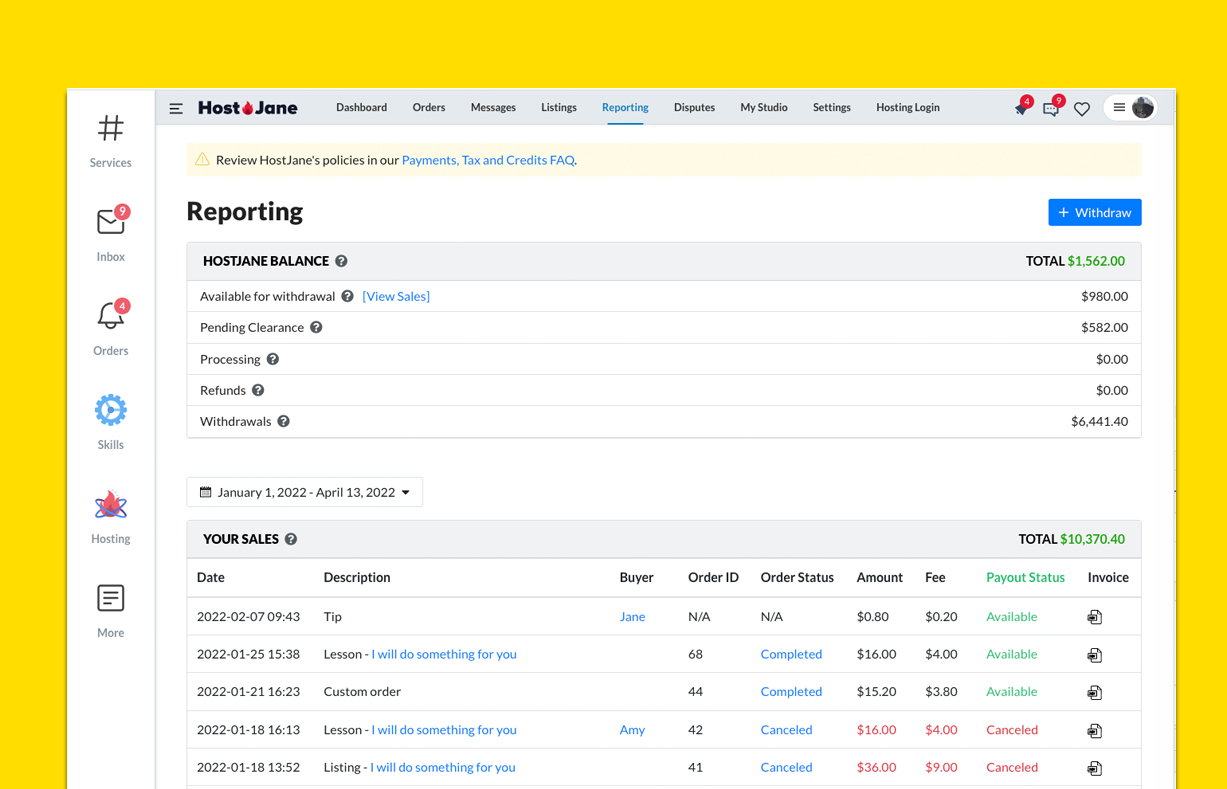 Host Jane Dashboard Orders Messages Listings Reporting Disputes My Studio Settings Hosting Login 4 9
Services
9
Inbox
4
Orders
Skills
Hosting
More
Review HostJane's policies in our Payments, Tax and Credits FAQ.
Reporting + Withdraw
HOSTJANE BALANCE ? TOTAL $1,562.00
Available for withdrawal ? [View Sales] $980.00
Pending Clearance ? $582.00
Processing ? $0.00
Refunds ? $0.00
Withdrawals ? $6,441.40
January 1, 2022 - April 13, 2022
YOUR SALES ? TOTAL $10,370.40
Date Description Buyer Order ID Order Status Amount Fee Payout Status Invoice
2022-02-07 09:43 Tip Jane N/A N/A $0.80 $0.20 Available
2022-01-25 15:38 Lesson - I will do something for you 68 Completed $16.00 $4.00 Available
2022-01-21 16:23 Custom order 44 Completed $15.20 $3.80 Available
2022-01-18 16:13 Lesson - I will do something for you Amy 42 Canceled $16.00 $4.00 Canceled
2022-01-18 13:52 Listing - I will do something for you 41 Canceled $36.00 $9.00 Canceled